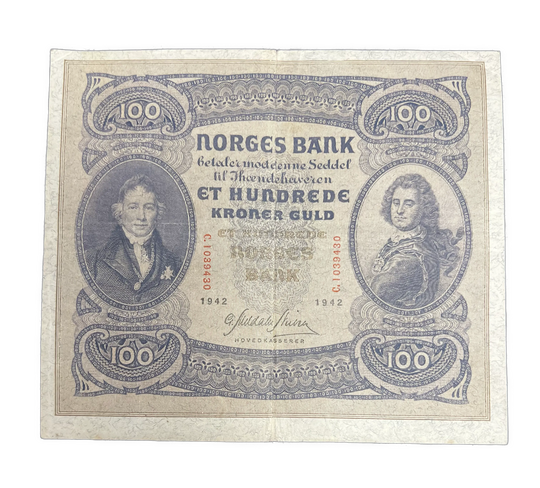 100 100
NORGES BANK
betaler mod denne Seddel
til Ihændehaveren
ET HUNDREDE
KRONER GULD
ET HUNDREDE
NORGES
BANK
C.1039430 C.1039430
1942 1942
HOVEDKASSERER
100 100